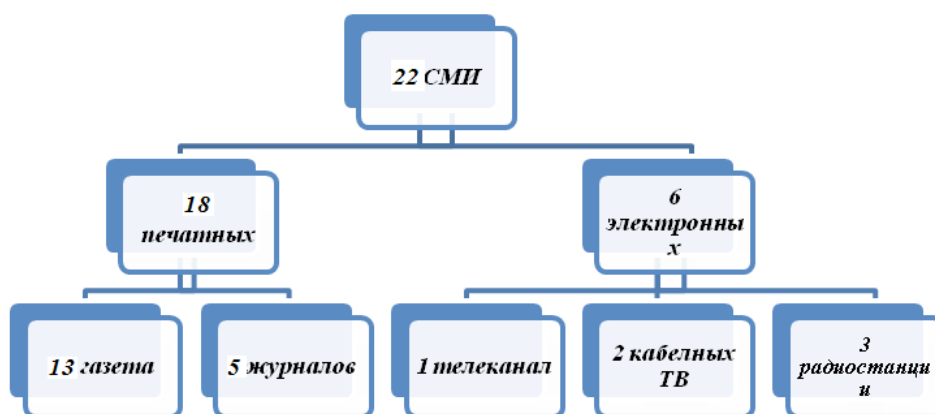 22 СМИ
18
печатных
6
электронны
х
13 газета
5 журналов
1 телеканал
2 кабелных
ТВ
3
радиостанци
и